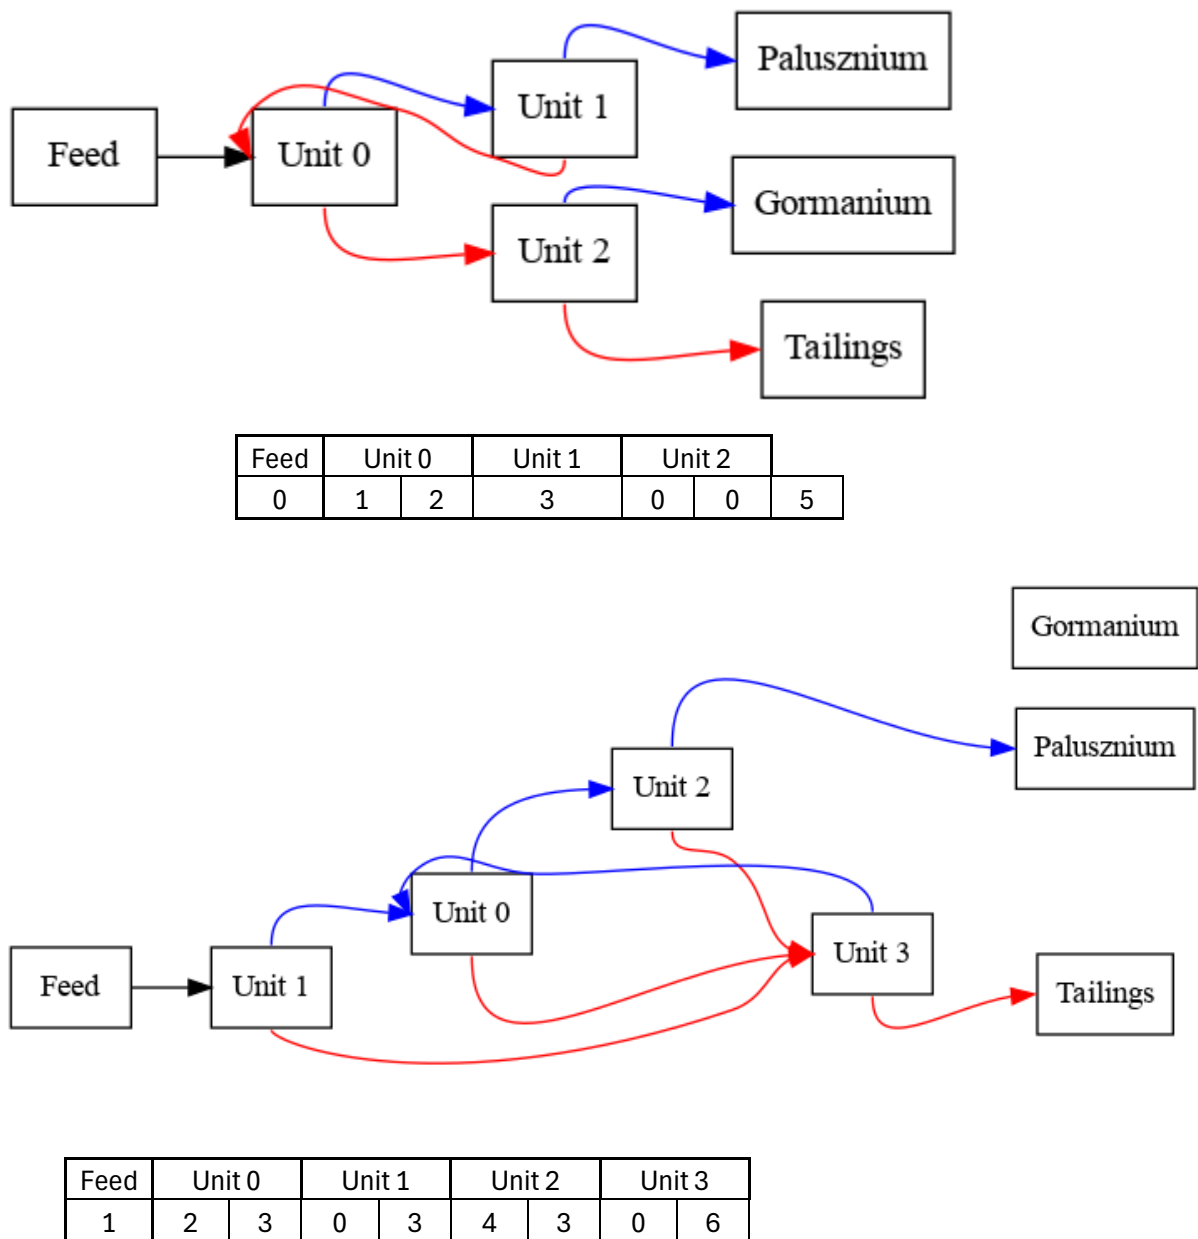 Palusznium
Unit 1
Feed
Unit 0
Gormanium
Unit 2
Tailings
Feed Unit 0 Unit 1 Unit 2
0 1 2 3 0 0 5
Gormanium
Palusznium
Unit 2
Unit 0
Unit 3
Feed
Unit 1
Tailings
Feed Unit 0 Unit 1 Unit 2 Unit 3
1 2 3 0 3 4 3 0 6